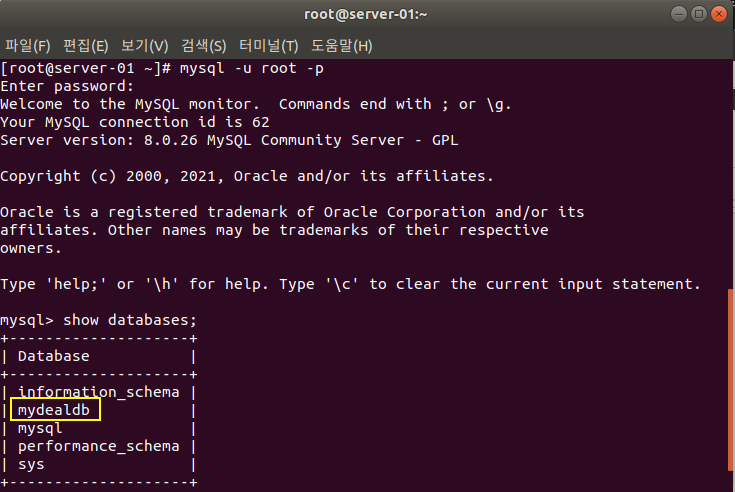 root@server-01:~
파일(F) 편집(E) 보기(V) 검색(S) 터미널(T) 도움말(H)
[root@server-01 ~]# mysql -u root -p
Enter password:
Welcome to the MySQL monitor.  Commands end with ; or \g.
Your MySQL connection id is 62
Server version: 8.0.26 MySQL Community Server - GPL
Copyright (c) 2000, 2021, Oracle and/or its affiliates.
Oracle is a registered trademark of Oracle Corporation and/or its
affiliates. Other names may be trademarks of their respective
owners.
Type 'help;' or '\h' for help. Type '\c' to clear the current input statement.
mysql> show databases;
+--------------------+
| Database           |
+--------------------+
| information_schema |
| mydealdb           |
| mysql              |
| performance_schema |
| sys                |
+--------------------+